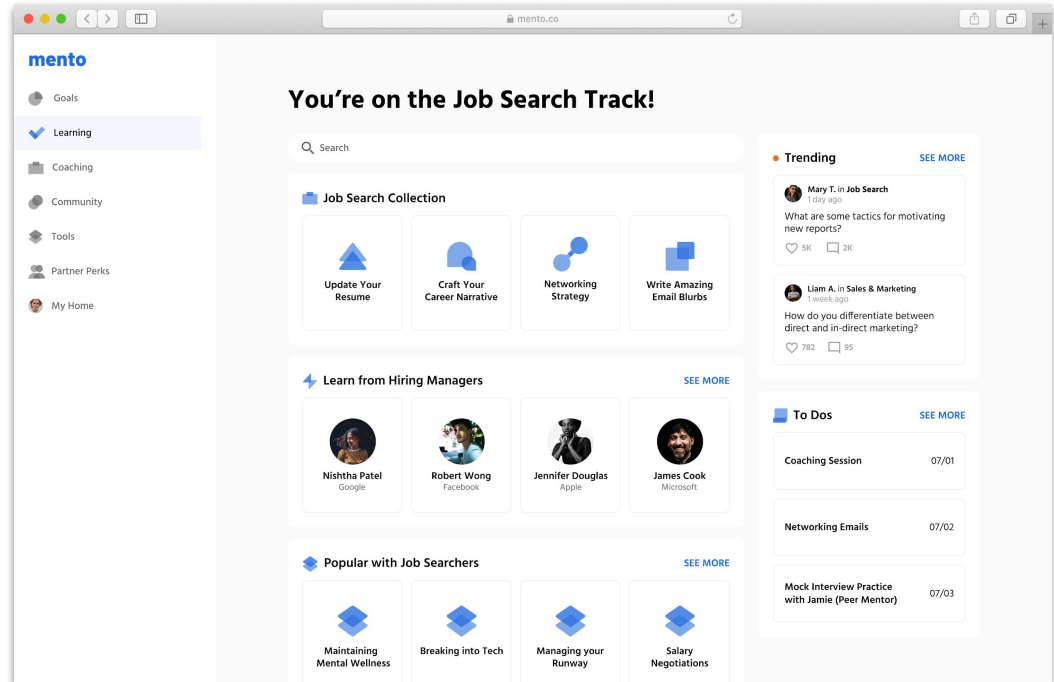 mento.co
mento
Goals
Learning
Coaching
Community
Tools
Partner Perks
My Home
You're on the Job Search Track!
Search
Job Search Collection
Update Your
Resume
Craft Your
Career Narrative
Networking
Strategy
Write Amazing
Email Blurbs
Learn from Hiring Managers
SEE MORE
Nishtha Patel
Google
Robert Wong
Facebook
Jennifer Douglas
Apple
James Cook
Microsoft
Popular with Job Searchers
SEE MORE
Maintaining
Mental Wellness
Breaking into Tech
Managing your
Runway
Salary
Negotiations
Trending
SEE MORE
Mary T. in Job Search
1 day ago
What are some tactics for motivating
new reports?
5K 2K
Liam A. in Sales & Marketing
1 week ago
How do you differentiate between
direct and in-direct marketing?
782 95
To Dos
SEE MORE
Coaching Session 07/01
Networking Emails 07/02
Mock Interview Practice
with Jamie (Peer Mentor) 07/03